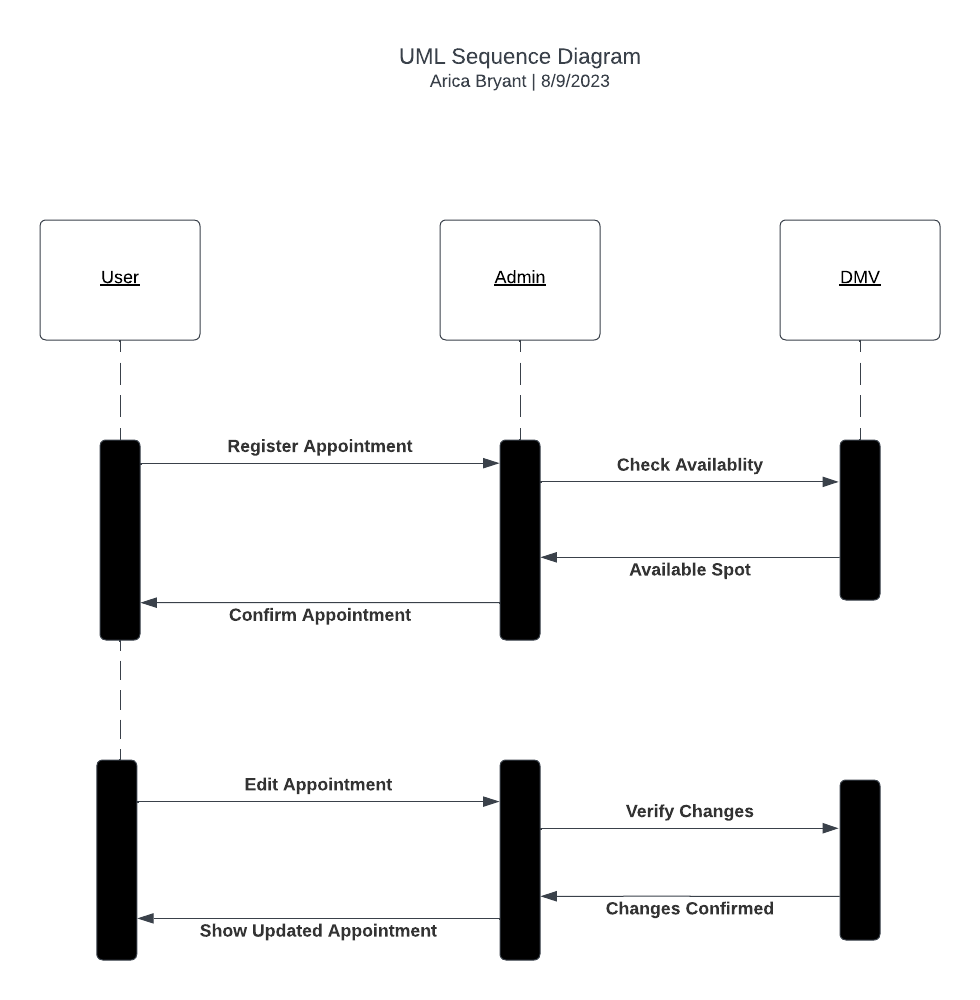 UML Sequence Diagram
Arica Bryant | 8/9/2023
User
Admin
DMV
Register Appointment
Check Availablity
Available Spot
Confirm Appointment
Edit Appointment
Verify Changes
Changes Confirmed
Show Updated Appointment